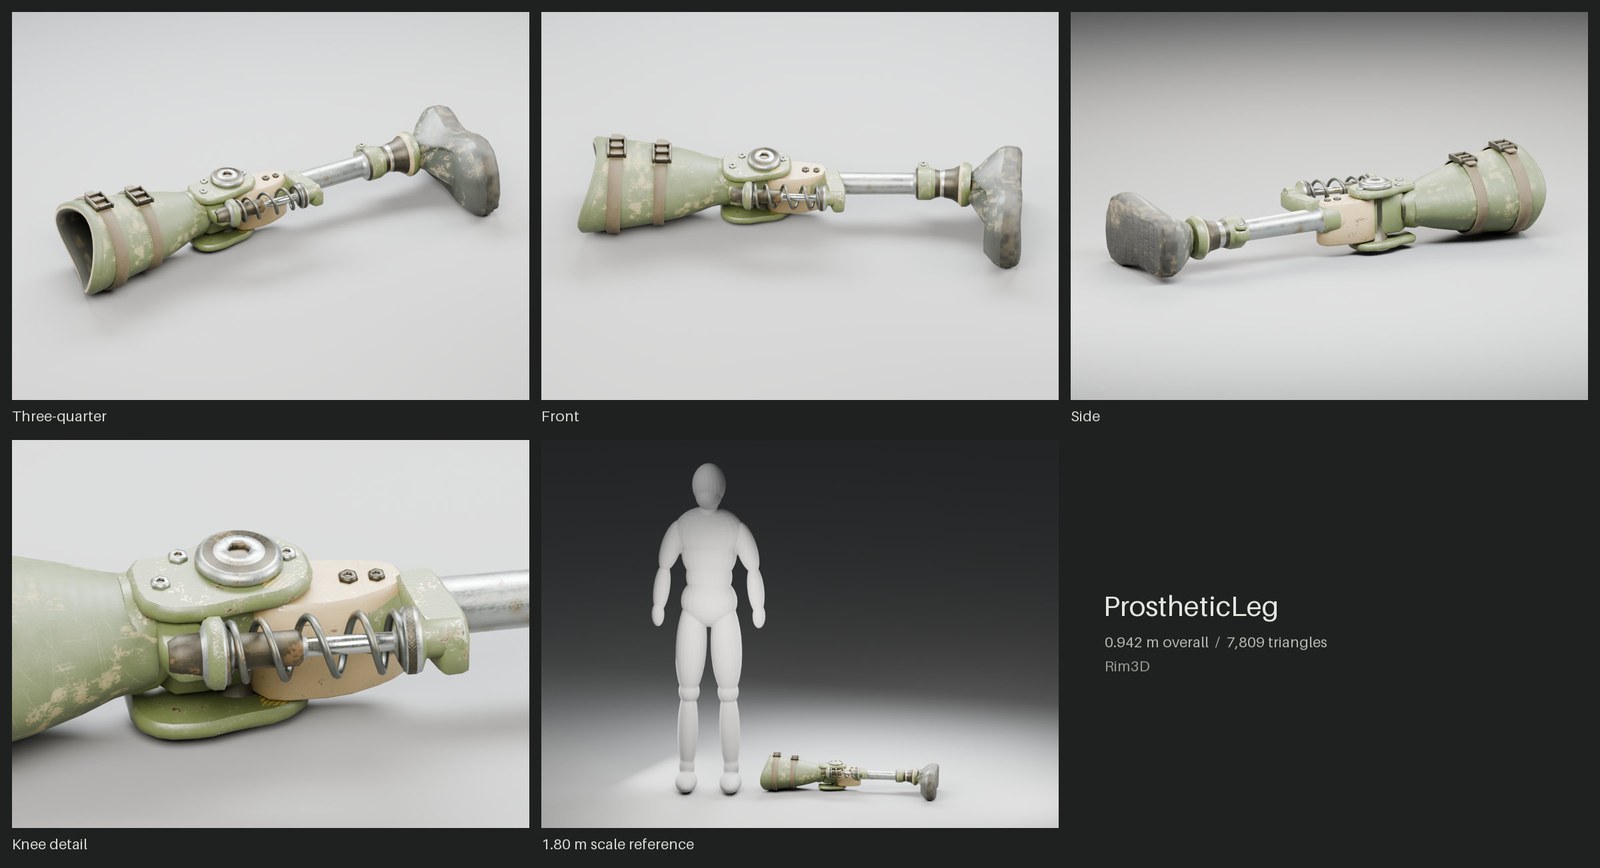 Three-quarter
Front
Side
Knee detail
1.80 m scale reference
ProstheticLeg
0.942 m overall / 7,809 triangles
Rim3D